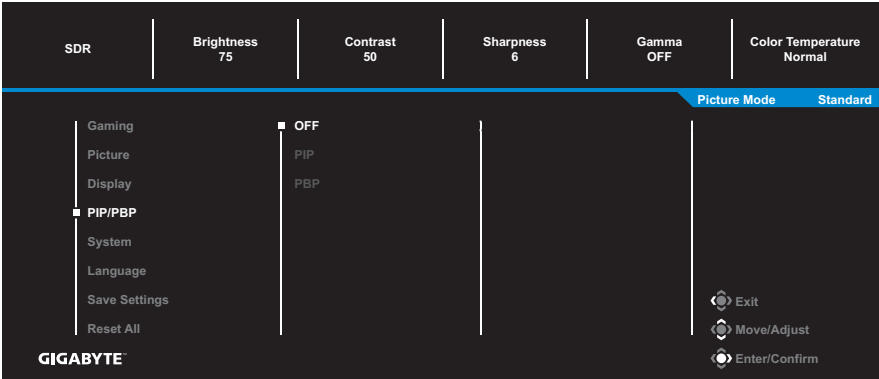 SDR
Brightness
75
Contrast
50
Sharpness
6
Gamma
OFF
Color Temperature
Normal
Picture Mode Standard
Gaming
Picture
Display
PIP/PBP
System
Language
Save Settings
Reset All
OFF
PIP
PBP
Exit
Move/Adjust
Enter/Confirm
GIGABYTE™